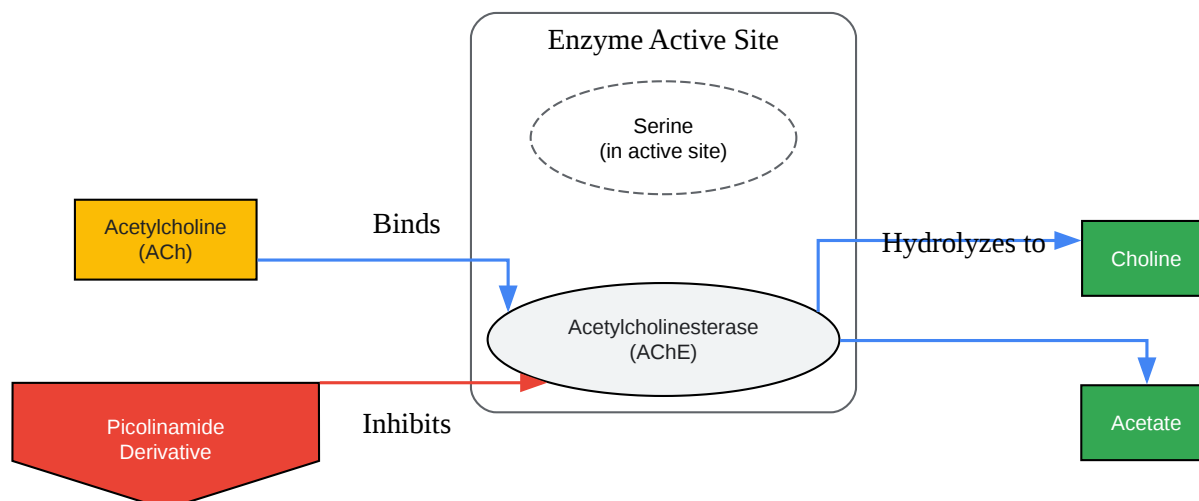 Enzyme Active Site
Serine
(in active site)
Acetylcholine
(ACh)
Binds
Hydrolyzes to
Choline
Acetylcholinesterase
(AChE)
Inhibits
Picolinamide
Derivative
Acetate